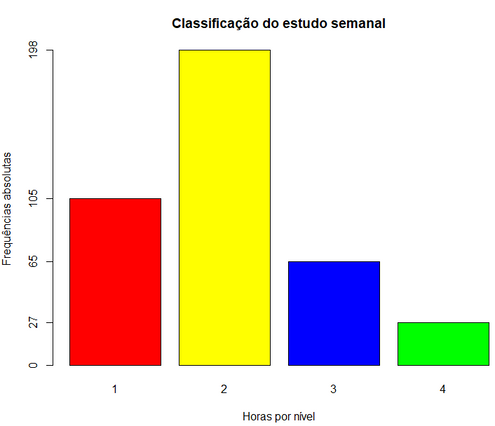 Classificação do estudo semanal
Frequências absolutas
198
105
65
27
0
1 2 3 4
Horas por nível